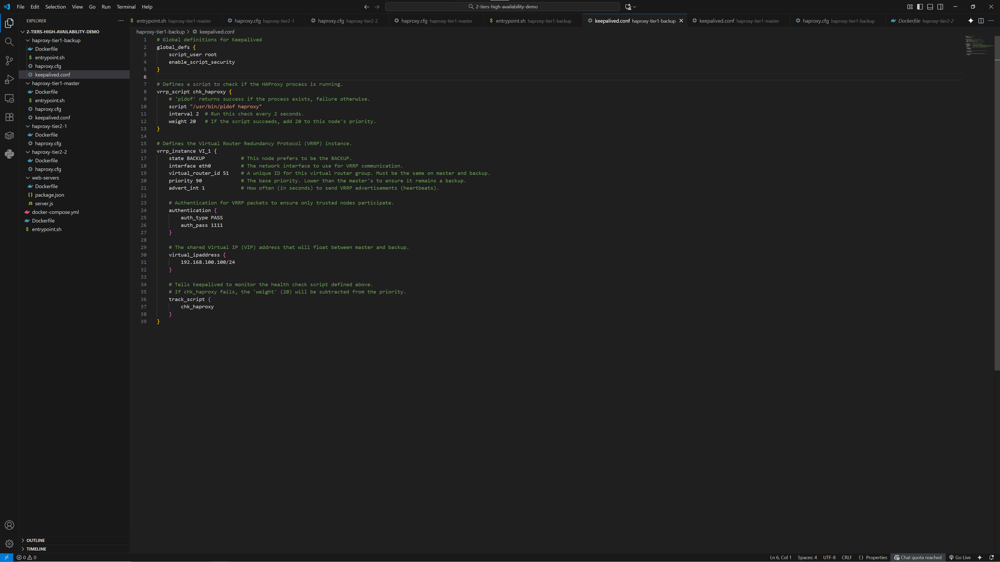 File Edit Selection View Go Run Terminal Help
2-tiers-high-availability-demo
EXPLORER
2-TIERS-HIGH-AVAILABILITY-DEMO
haproxy-tier1-backup
Dockerfile
$ entrypoint.sh
haproxy.cfg
keepalived.conf
haproxy-tier1-master
Dockerfile
$ entrypoint.sh
haproxy.cfg
keepalived.conf
haproxy-tier2-1
Dockerfile
haproxy.cfg
haproxy-tier2-2
Dockerfile
haproxy.cfg
web-servers
Dockerfile
{} package.json
JS server.js
docker-compose.yml
Dockerfile
$ entrypoint.sh
OUTLINE
TIMELINE
$ entrypoint.sh haproxy-tier1-master
haproxy.cfg haproxy-tier2-1
haproxy.cfg haproxy-tier2-2
haproxy.cfg haproxy-tier1-master
$ entrypoint.sh haproxy-tier1-backup
keepalived.conf haproxy-tier1-backup
keepalived.conf haproxy-tier1-master
haproxy.cfg haproxy-tier1-backup
Dockerfile haproxy-tier2-2
haproxy-tier1-backup > keepalived.conf
1 # Global definitions for Keepalived
2 global_defs {
3 script_user root
4 enable_script_security
5 }
6
7 # Defines a script to check if the HAProxy process is running.
8 vrrp_script chk_haproxy {
9 # 'pidof' returns success if the process exists, failure otherwise.
10 script "/usr/bin/pidof haproxy"
11 interval 2 # Run this check every 2 seconds.
12 weight 20 # If the script succeeds, add 20 to this node's priority.
13 }
14
15 # Defines the Virtual Router Redundancy Protocol (VRRP) instance.
16 vrrp_instance VI_1 {
17 state BACKUP # This node prefers to be the BACKUP.
18 interface eth0 # The network interface to use for VRRP communication.
19 virtual_router_id 51 # A unique ID for this virtual router group. Must be the same on master and backup.
20 priority 90 # The base priority. Lower than the master's to ensure it remains a backup.
21 advert_int 1 # How often (in seconds) to send VRRP advertisements (heartbeats).
22
23 # Authentication for VRRP packets to ensure only trusted nodes participate.
24 authentication {
25 auth_type PASS
26 auth_pass 1111
27 }
28
29 # The shared Virtual IP (VIP) address that will float between master and backup.
30 virtual_ipaddress {
31 192.168.100.100/24
32 }
33
34 # Tells Keepalived to monitor the health check script defined above.
35 # If chk_haproxy fails, the 'weight' (20) will be subtracted from the priority.
36 track_script {
37 chk_haproxy
38 }
39 }
0 0
Ln 6, Col 1 Spaces: 4 UTF-8 CRLF {} Properties Chat quota reached Go Live